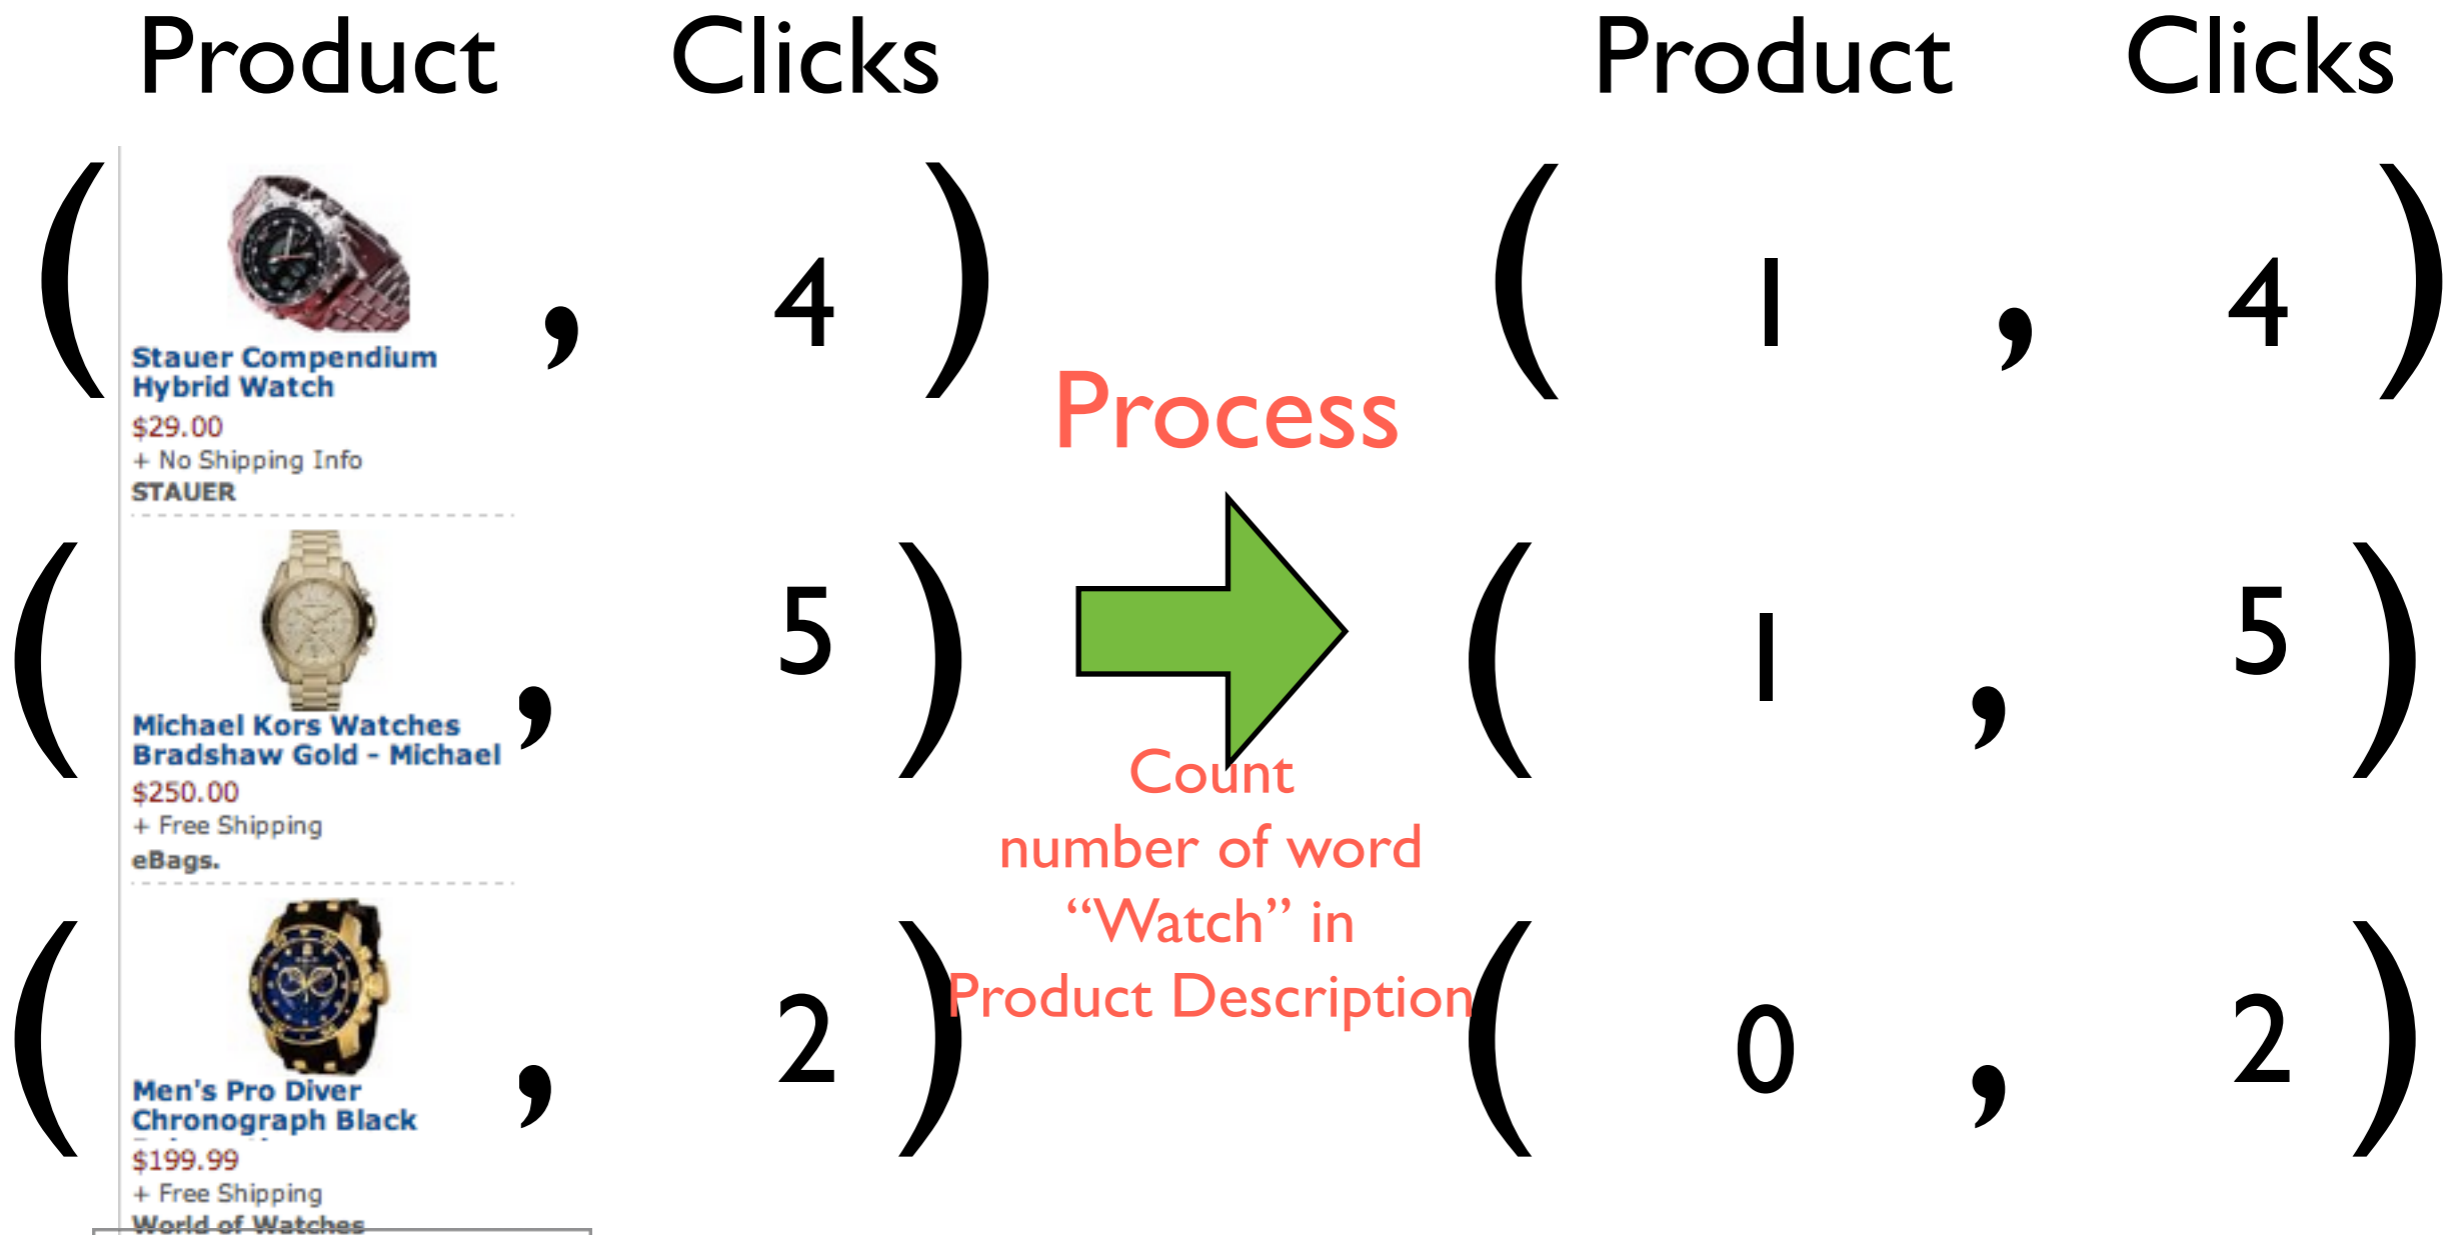 Product Clicks Product Clicks
( , 4 ) ( 1 , 4 )
Stauer Compendium
Hybrid Watch
$29.00
+ No Shipping Info
STAUER
Process
( , 5 ) ( 1 , 5 )
Michael Kors Watches
Bradshaw Gold - Michael
$250.00
+ Free Shipping
eBags.
Count
number of word
“Watch” in
Product Description
( , 2 ) ( 0 , 2 )
Men's Pro Diver
Chronograph Black
$199.99
+ Free Shipping
World of Watches